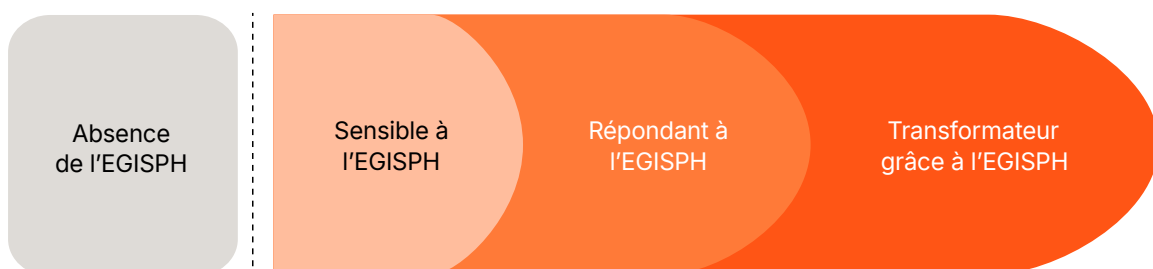 Absence
de l’EGISPH
Sensible à
l’EGISPH
Répondant à
l’EGISPH
Transformateur
grâce à l’EGISPH